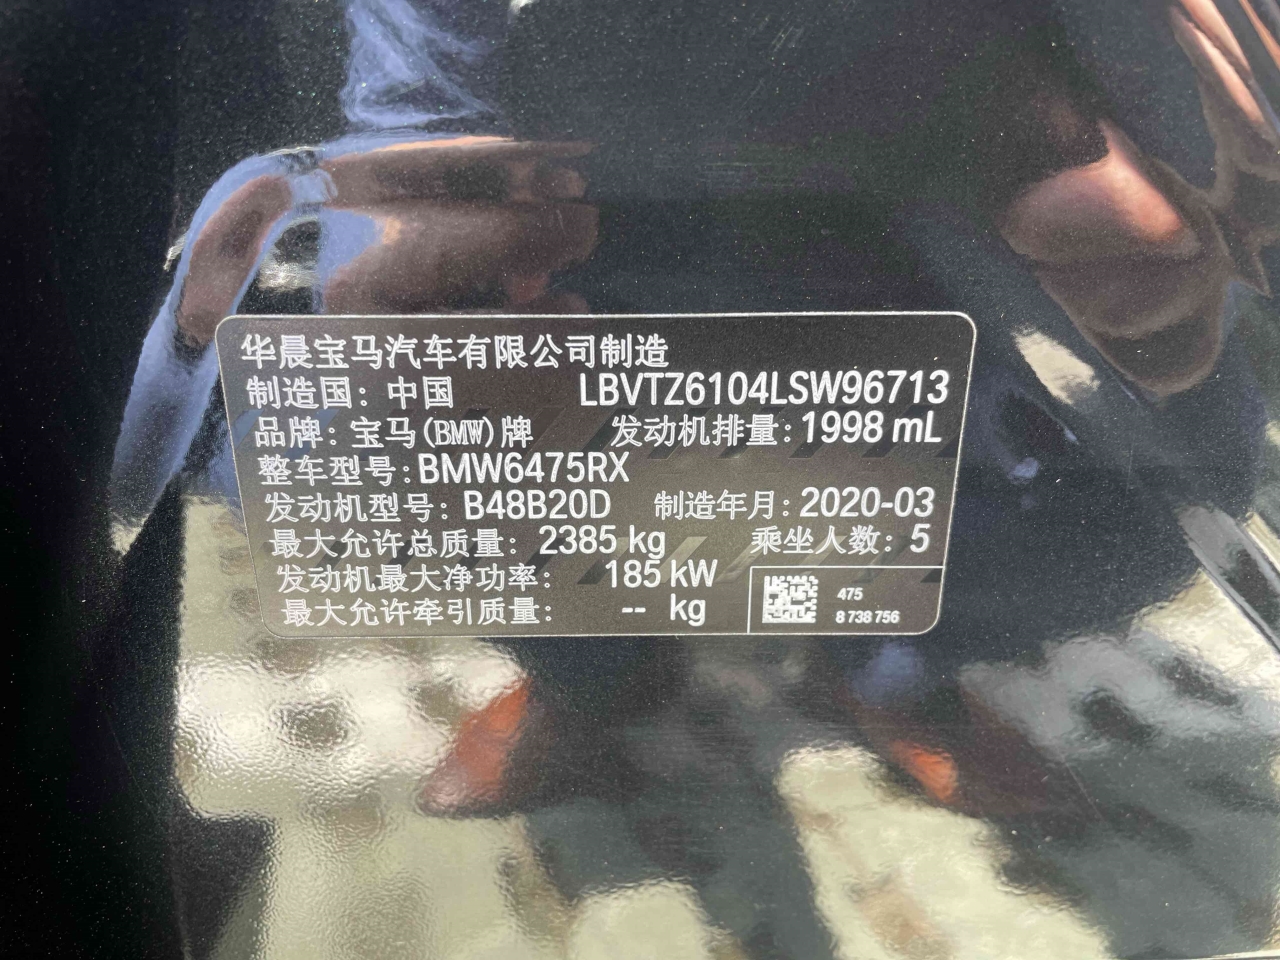 华晨宝马汽车有限公司制造
制造国: 中国 LBVTZ6104LSW96713
品牌: 宝马(BMW)牌 发动机排量: 1998 mL
整车型号: BMW6475RX
发动机型号: B48B20D 制造年月: 2020-03
最大允许总质量: 2385 kg 乘坐人数: 5
发动机最大净功率: 185 kW
最大允许牵引质量: -- kg
475
8 738 756